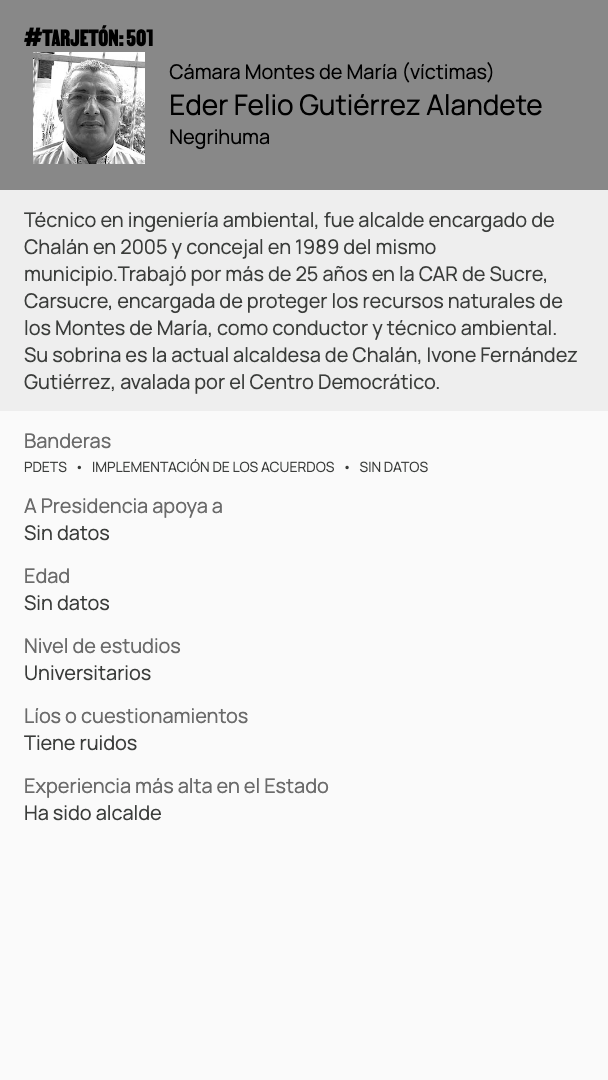 #TARJETÓN: 501
Cámara Montes de María (víctimas)
Eder Felio Gutiérrez Alandete
Negrihuma
Técnico en ingeniería ambiental, fue alcalde encargado de
Chalán en 2005 y concejal en 1989 del mismo
municipio.Trabajó por más de 25 años en la CAR de Sucre,
Carsucre, encargada de proteger los recursos naturales de
los Montes de María, como conductor y técnico ambiental.
Su sobrina es la actual alcaldesa de Chalán, Ivone Fernández
Gutiérrez, avalada por el Centro Democrático.
Banderas
PDETS • IMPLEMENTACIÓN DE LOS ACUERDOS • SIN DATOS
A Presidencia apoya a
Sin datos
Edad
Sin datos
Nivel de estudios
Universitarios
Líos o cuestionamientos
Tiene ruidos
Experiencia más alta en el Estado
Ha sido alcalde